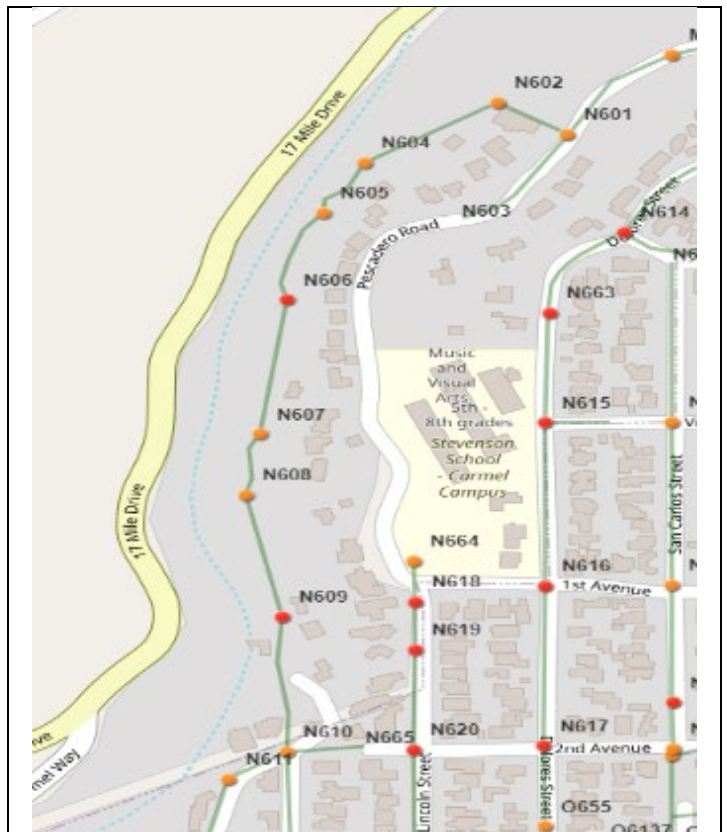 N602
N601
17 Mile Drive
N604
N605
N603
Pescadero Road
N614
N606
N663
Music
and
Visual
Arts
5th -
8th grades
Stevenson
School
- Carmel
Campus
N615
N607
N608
San Carlos Street
17 Mile Drive
N664
N618
N616
1st Avenue
N609
N619
N610
N665
N620
N617
2nd Avenue
N611
Lincoln Street
Dolores Street
O655